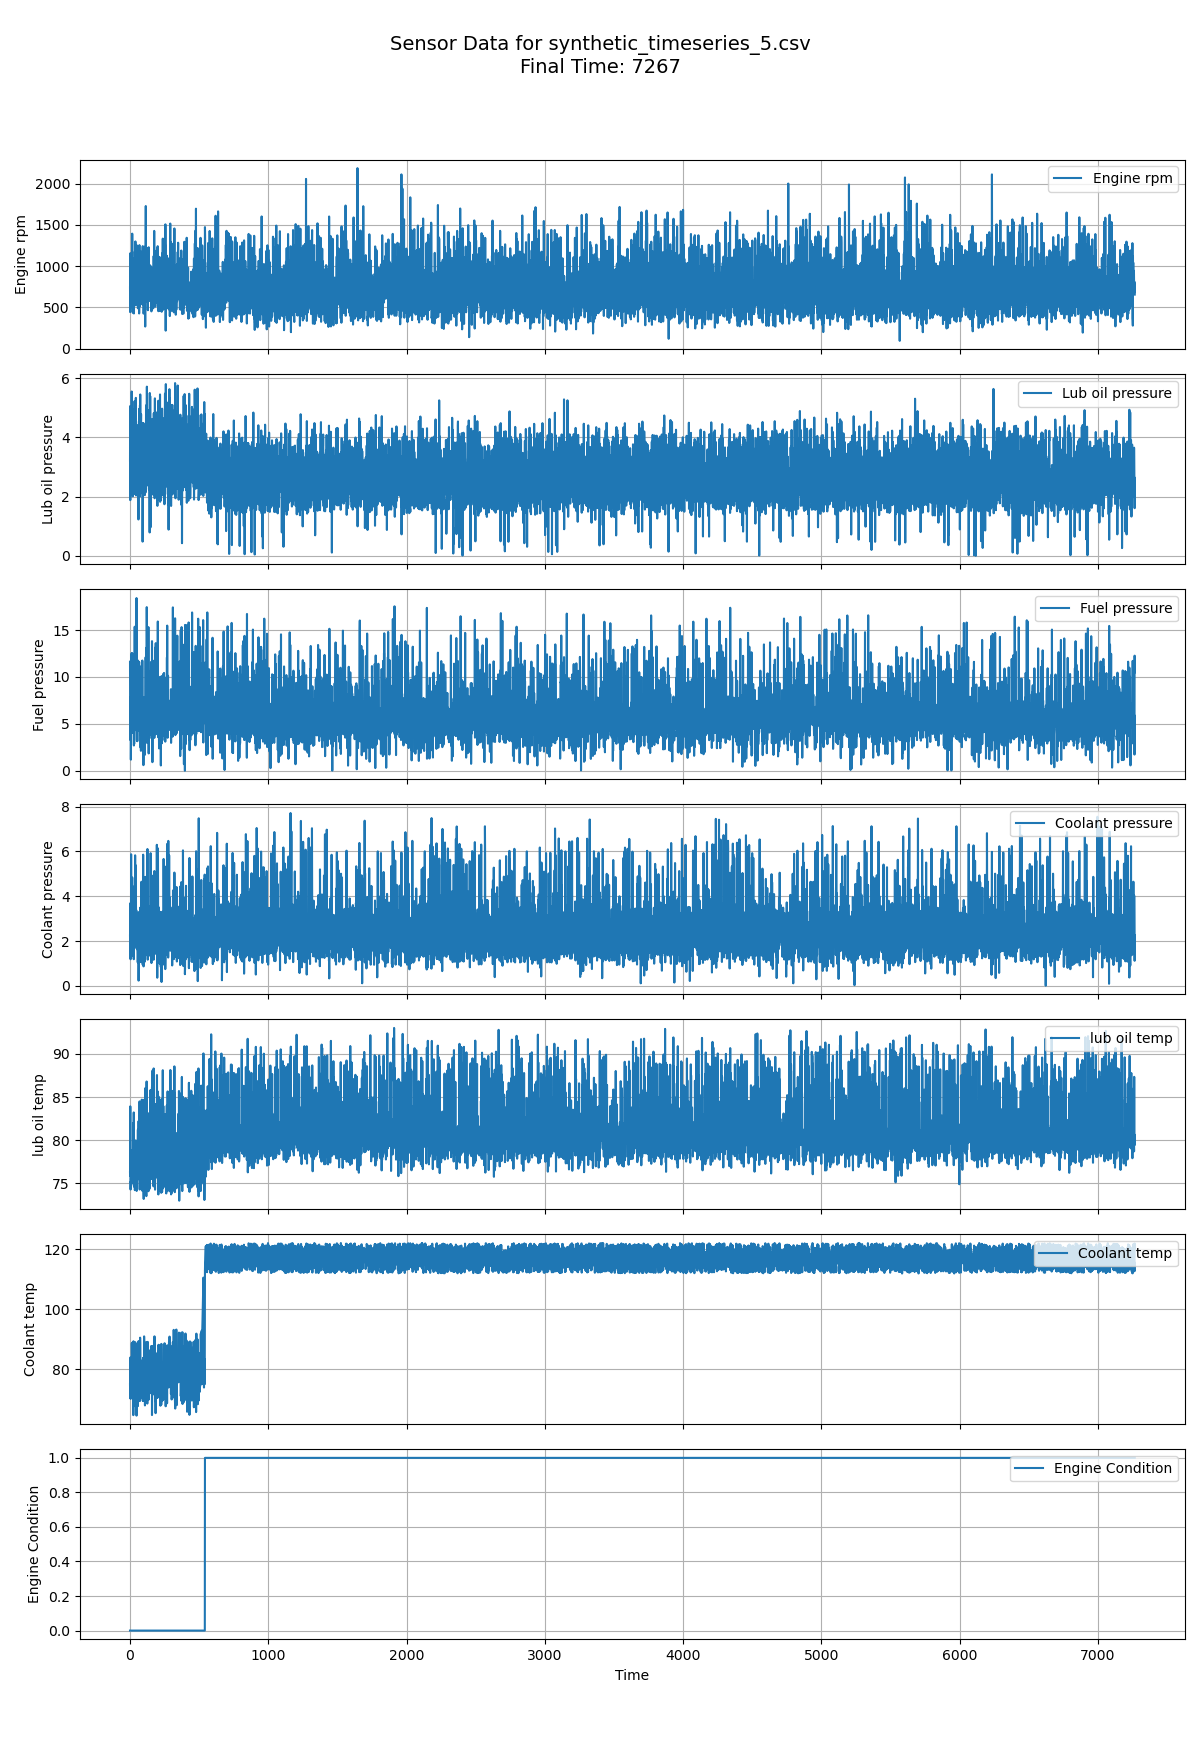 Sensor Data for synthetic_timeseries_5.csv
Final Time: 7267
Engine rpm
2000
1500
1000
500
0
Engine rpm
Lub oil pressure
6
4
2
0
Lub oil pressure
Fuel pressure
15
10
5
0
Fuel pressure
Coolant pressure
8
6
4
2
0
Coolant pressure
lub oil temp
90
85
80
75
lub oil temp
Coolant temp
120
100
80
Coolant temp
Engine Condition
1.0
0.8
0.6
0.4
0.2
0.0
Engine Condition
0 1000 2000 3000 4000 5000 6000 7000
Time